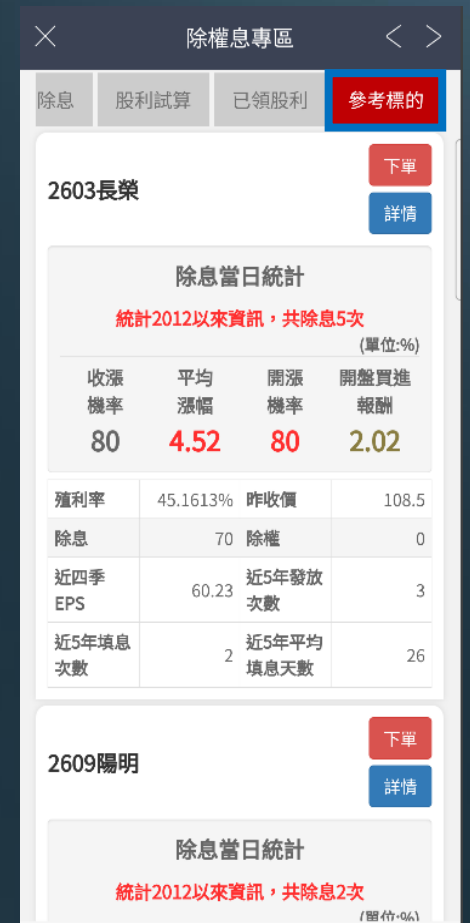 除權息專區
除息 股利試算 已領股利 參考標的
2603長榮
下單
詳情
除息當日統計
統計2012以來資訊，共除息5次
(單位:%)
收漲機率 平均漲幅 開漲機率 開盤買進報酬
80 4.52 80 2.02
殖利率 45.1613% 昨收價 108.5
除息 70 除權 0
近四季EPS 60.23 近5年發放次數 3
近5年填息次數 2 近5年平均填息天數 26
2609陽明
下單
詳情
除息當日統計
統計2012以來資訊，共除息2次
(單位:%)